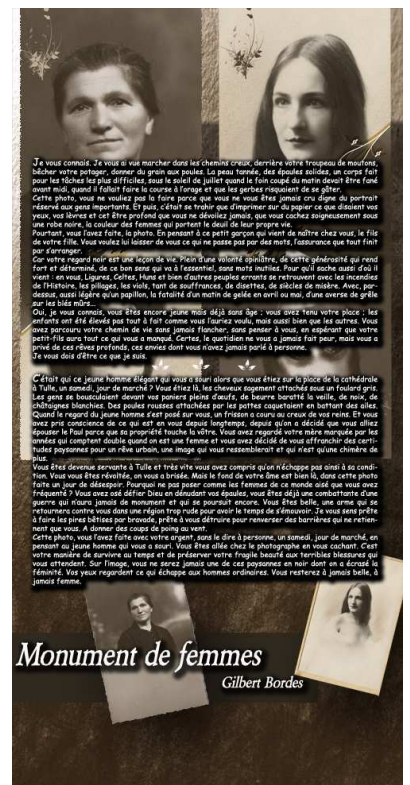 Je vous connais. Je vous ai vue marcher dans les chemins creux, derrière votre troupeau de moutons,
bêcher votre potager, donner du grain aux poules. La peau tannée, des épaules solides, un corps fait
pour les tâches les plus difficiles, sous le soleil de juillet quand le foin coupé du matin devait être fané
avant midi, quand il fallait faire la course à l'orage et que les gerbes risquaient de se gâter.
Cette photo, vous ne vouliez pas la faire parce que vous ne vous êtes jamais cru digne du portrait
réservé aux gens importants. Et puis, c'était se trahir que d'imprimer sur du papier ce que disaient vos
yeux, vos lèvres et cet être profond que vous ne dévoiliez jamais, que vous cachiez soigneusement sous
une robe noire, la couleur des femmes qui portent le deuil de leur propre vie.
Pourtant, vous l'avez faite, la photo. En pensant à ce petit garçon qui vient de naître chez vous, le fils
de votre fille. Vous vouliez lui laisser de vous ce qui ne passe pas par des mots, l'assurance que tout finit
par s'arranger.
Car votre regard noir est une leçon de vie. Plein d'une volonté opiniâtre, de cette générosité qui rend
fort et déterminé, de ce bon sens qui va à l'essentiel, sans mots inutiles. Pour qu'il sache aussi d'où il
vient : en vous, Ligures, Celtes, Huns et bien d'autres peuples errants se retrouvent avec les incendies
de l'Histoire, les pillages, les viols, tant de souffrances, de disettes, de siècles de misère. Avec, par-
dessus, aussi légère qu'un papillon, la fatalité d'un matin de gelée en avril ou mai, d'une averse de grêle
sur les blés mûrs...
Oui, je vous connais, vous êtes encore jeune mais déjà sans âge ; vous avez tenu votre place ; les
enfants ont été élevés pas tout à fait comme vous l'auriez voulu, mais aussi bien que les autres. Vous
avez parcouru votre chemin de vie sans jamais flancher, sans penser à vous, en espérant que votre
petit-fils aura tout ce qui vous a manqué. Certes, le quotidien ne vous a jamais fait peur, mais vous a
privé de ces rêves profonds, ces envies dont vous n'avez jamais parlé à personne.
Je vous dois d'être ce que je suis.
C'était qui ce jeune homme élégant qui vous a souri alors que vous étiez sur la place de la cathédrale
à Tulle, un samedi, jour de marché ? Vous étiez là, les cheveux sagement attachés sous un foulard gris.
Les gens se bousculaient devant vos paniers pleins d'œufs, de beurre baratté la veille, de noix, de
châtaignes blanchies. Des poules rousses attachées par les pattes caquetaient en battant des ailes.
Quand le regard du jeune homme s'est posé sur vous, un frisson a couru au creux de vos reins. Et vous
avez pris conscience de ce qui est en vous depuis longtemps, depuis qu'on a décidé que vous alliez
épouser le Paul parce que sa propriété touche la vôtre. Vous avez regardé votre mère marquée par les
années qui comptent double quand on est une femme et vous avez décidé de vous affranchir des certi-
tudes paysannes pour un rêve urbain, une image qui vous ressemblerait et qui n'est qu'une chimère de
plus.
Vous êtes devenue servante à Tulle et très vite vous avez compris qu'on n'échappe pas ainsi à sa condi-
tion. Vous vous êtes révoltée, on vous a brisée. Mais le fond de votre âme est bien là, dans cette photo
faite un jour de désespoir. Pourquoi ne pas poser comme les femmes de ce monde aisé que vous avez
fréquenté ? Vous avez osé défier Dieu en dénudant vos épaules, vous êtes déjà une combattante d'une
guerre qui n'aura jamais de monument et qui se poursuit encore. Vous êtes belle, une arme qui se
retournera contre vous dans une région trop rude pour avoir le temps de s'émouvoir. Je vous sens prête
à faire les pires bêtises par bravade, prête à vous détruire pour renverser des barrières qui ne retien-
nent que vous. A donner des coups de poing au vent.
Cette photo, vous l'avez faite avec votre argent, sans le dire à personne, un samedi, jour de marché, en
pensant au jeune homme qui vous a souri. Vous êtes allée chez le photographe en vous cachant. C'est
votre manière de survivre au temps et de préserver votre fragile beauté aux terribles blessures qui
vous attendent. Sur l'image, vous ne serez jamais une de ces paysannes en noir dont on a écrasé la
féminité. Vos yeux regardent ce qui échappe aux hommes ordinaires. Vous resterez à jamais belle, à
jamais femme.
Monument de femmes
Gilbert Bordes